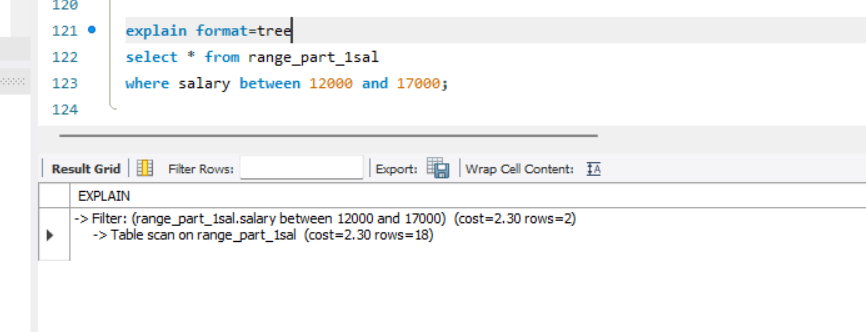 120
121 explain format=tree
122 select * from range_part_1sal
123 where salary between 12000 and 17000;
124
Result Grid Filter Rows: Export: Wrap Cell Content: IA
EXPLAIN
-> Filter: (range_part_1sal.salary between 12000 and 17000) (cost=2.30 rows=2)
-> Table scan on range_part_1sal (cost=2.30 rows=18)